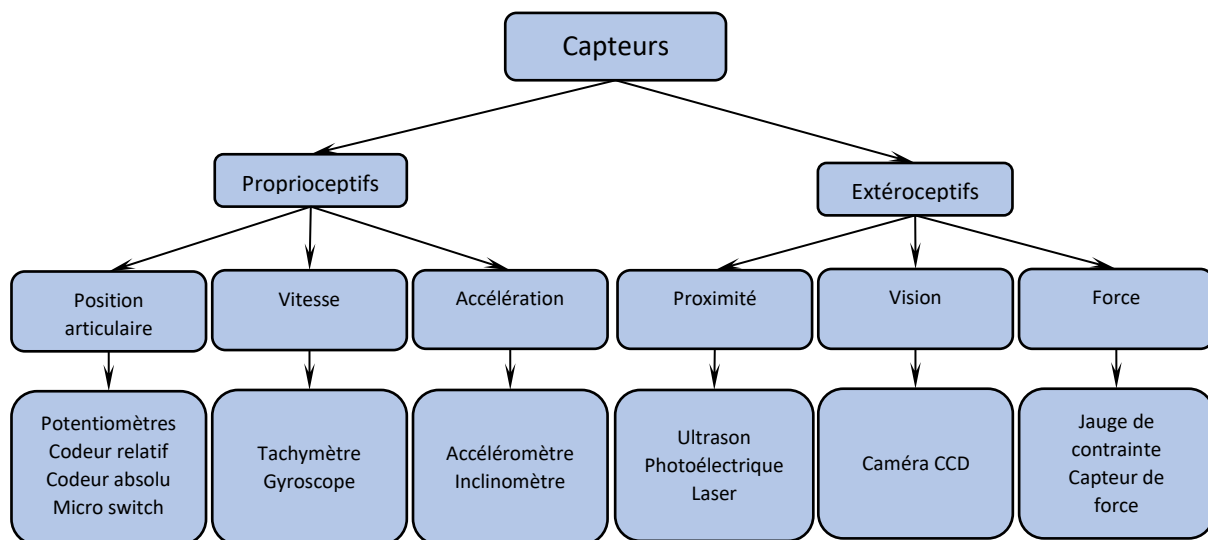 Capteurs
Proprioceptifs
Extéroceptifs
Position
articulaire
Vitesse
Accélération
Proximité
Vision
Force
Potentiomètres
Codeur relatif
Codeur absolu
Micro switch
Tachymètre
Gyroscope
Accéléromètre
Inclinomètre
Ultrason
Photoélectrique
Laser
Caméra CCD
Jauge de
contrainte
Capteur de
force